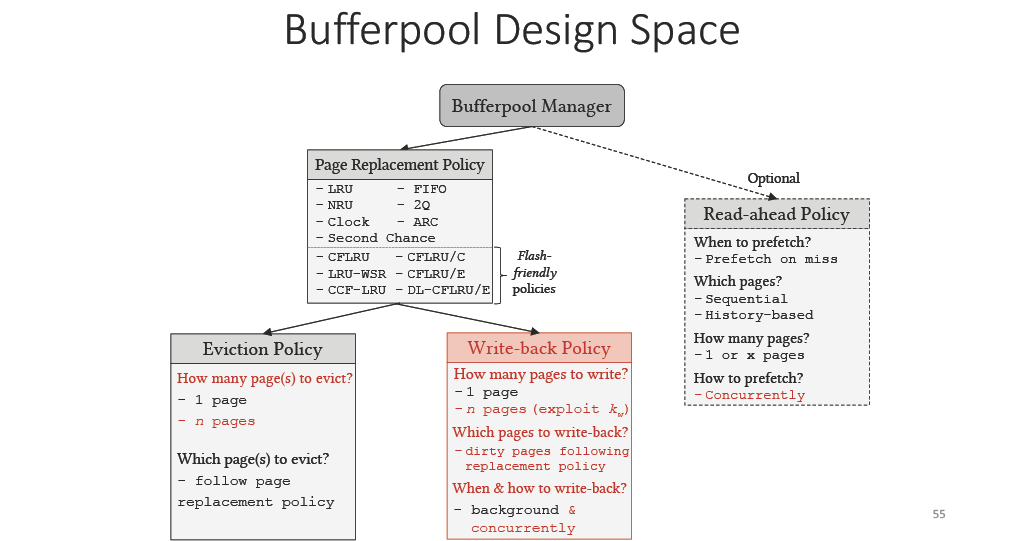 Bufferpool Design Space
Bufferpool Manager
Page Replacement Policy
– LRU – FIFO
– NRU – 2Q
– Clock – ARC
– Second Chance
– CFLRU – CFLRU/C
– LRU-WSR – CFLRU/E
– CCF-LRU – DL-CFLRU/E
Flash-
friendly
policies
Optional
Read-ahead Policy
When to prefetch?
– Prefetch on miss
Which pages?
– Sequential
– History-based
How many pages?
– 1 or x pages
How to prefetch?
– Concurrently
Eviction Policy
How many page(s) to evict?
– 1 page
– n pages
Which page(s) to evict?
– follow page
replacement policy
Write-back Policy
How many pages to write?
– 1 page
– n pages (exploit kw)
Which pages to write-back?
– dirty pages following
replacement policy
When & how to write-back?
– background &
concurrently
55